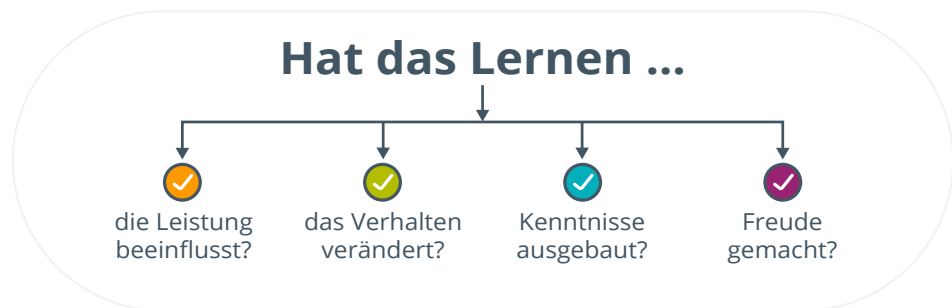 Hat das Lernen ...
die Leistung
beeinflusst?
das Verhalten
verändert?
Kenntnisse
ausgebaut?
Freude
gemacht?